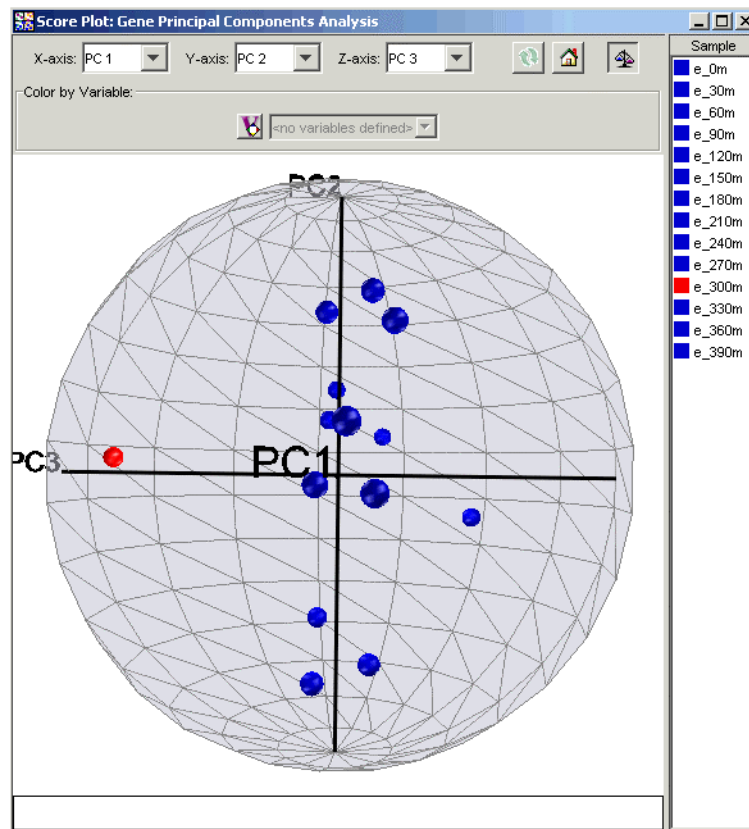 Score Plot: Gene Principal Components Analysis
X-axis: PC 1 Y-axis: PC 2 Z-axis: PC 3
Color by Variable:
<no variables defined>
Sample
e_0m
e_30m
e_60m
e_90m
e_120m
e_150m
e_180m
e_210m
e_240m
e_270m
e_300m
e_330m
e_360m
e_390m
PC2
PC1
PC3